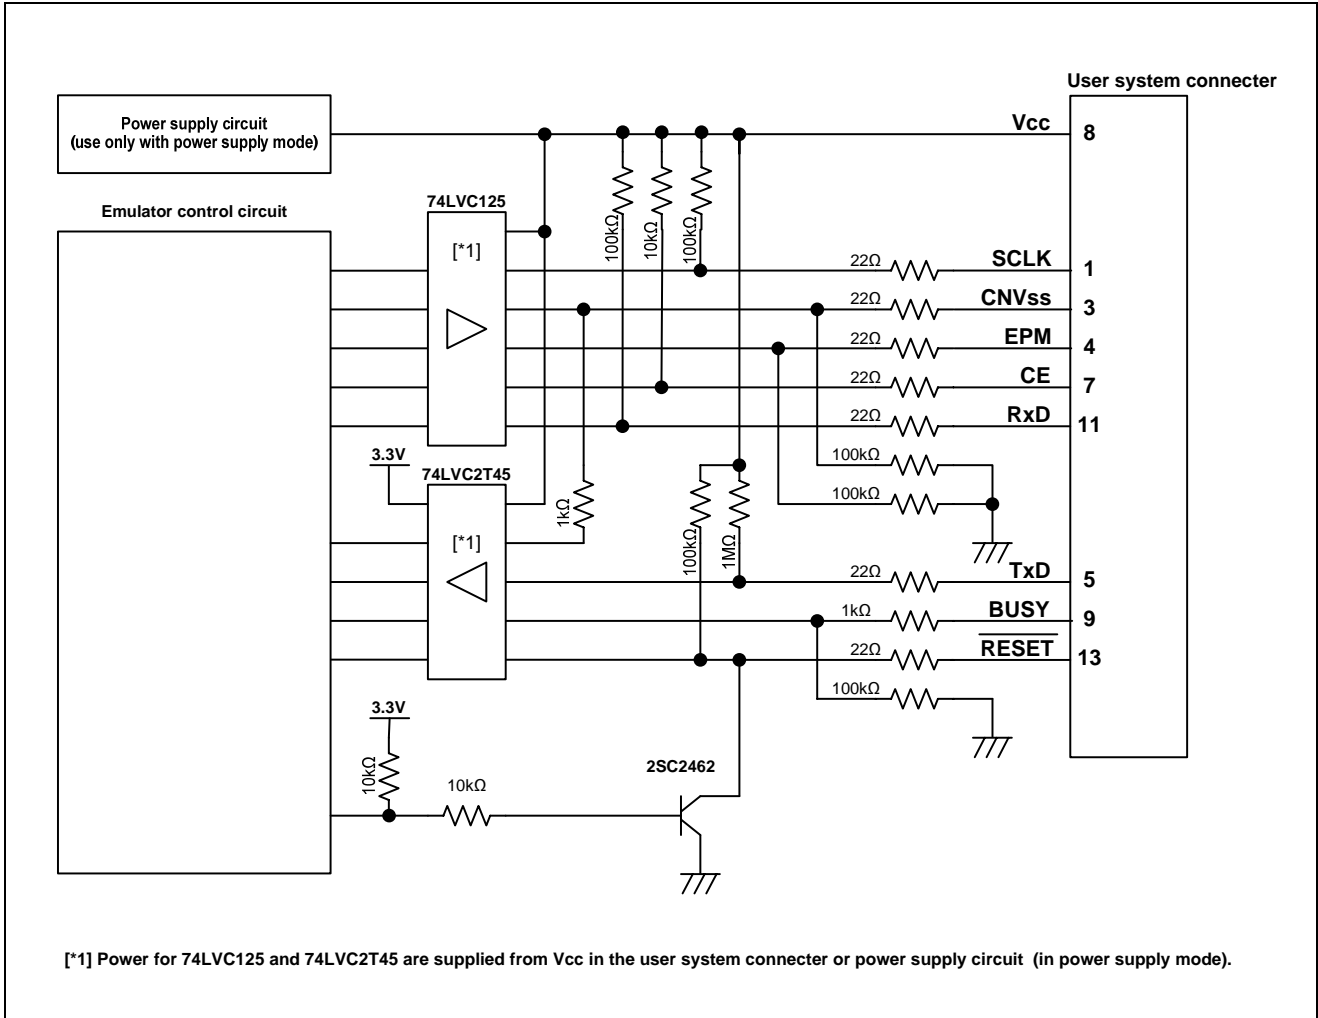 User system connecter
Power supply circuit
(use only with power supply mode)
Vcc
8
Emulator control circuit
74LVC125
[*1]
100kΩ
10kΩ
100kΩ
22Ω
SCLK
1
22Ω
CNVss
3
22Ω
EPM
4
22Ω
CE
7
22Ω
RxD
11
3.3V
74LVC2T45
[*1]
1kΩ
100kΩ
1MΩ
100kΩ
100kΩ
22Ω
TxD
5
1kΩ
BUSY
9
22Ω
RESET
13
100kΩ
3.3V
10kΩ
10kΩ
2SC2462
[*1] Power for 74LVC125 and 74LVC2T45 are supplied from Vcc in the user system connecter or power supply circuit (in power supply mode).